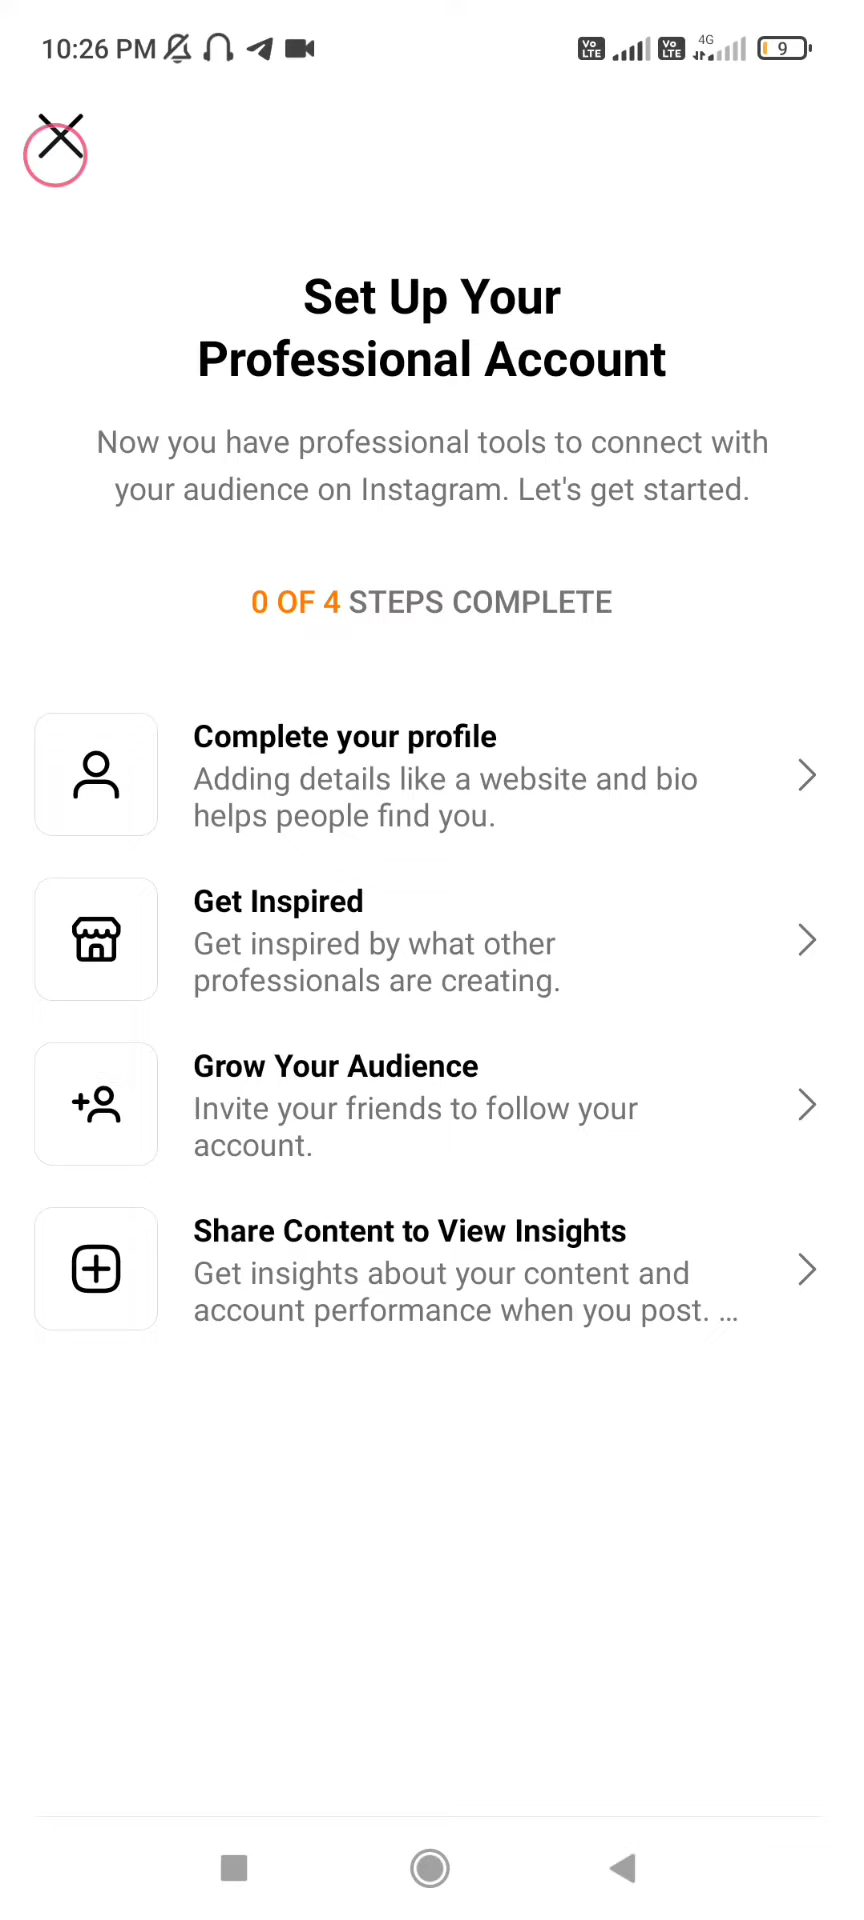 10:26 PM
Vo LTE Vo LTE 4G 9
Set Up Your
Professional Account
Now you have professional tools to connect with
your audience on Instagram. Let's get started.
0 OF 4 STEPS COMPLETE
Complete your profile
Adding details like a website and bio
helps people find you.
Get Inspired
Get inspired by what other
professionals are creating.
Grow Your Audience
Invite your friends to follow your
account.
Share Content to View Insights
Get insights about your content and
account performance when you post. ...